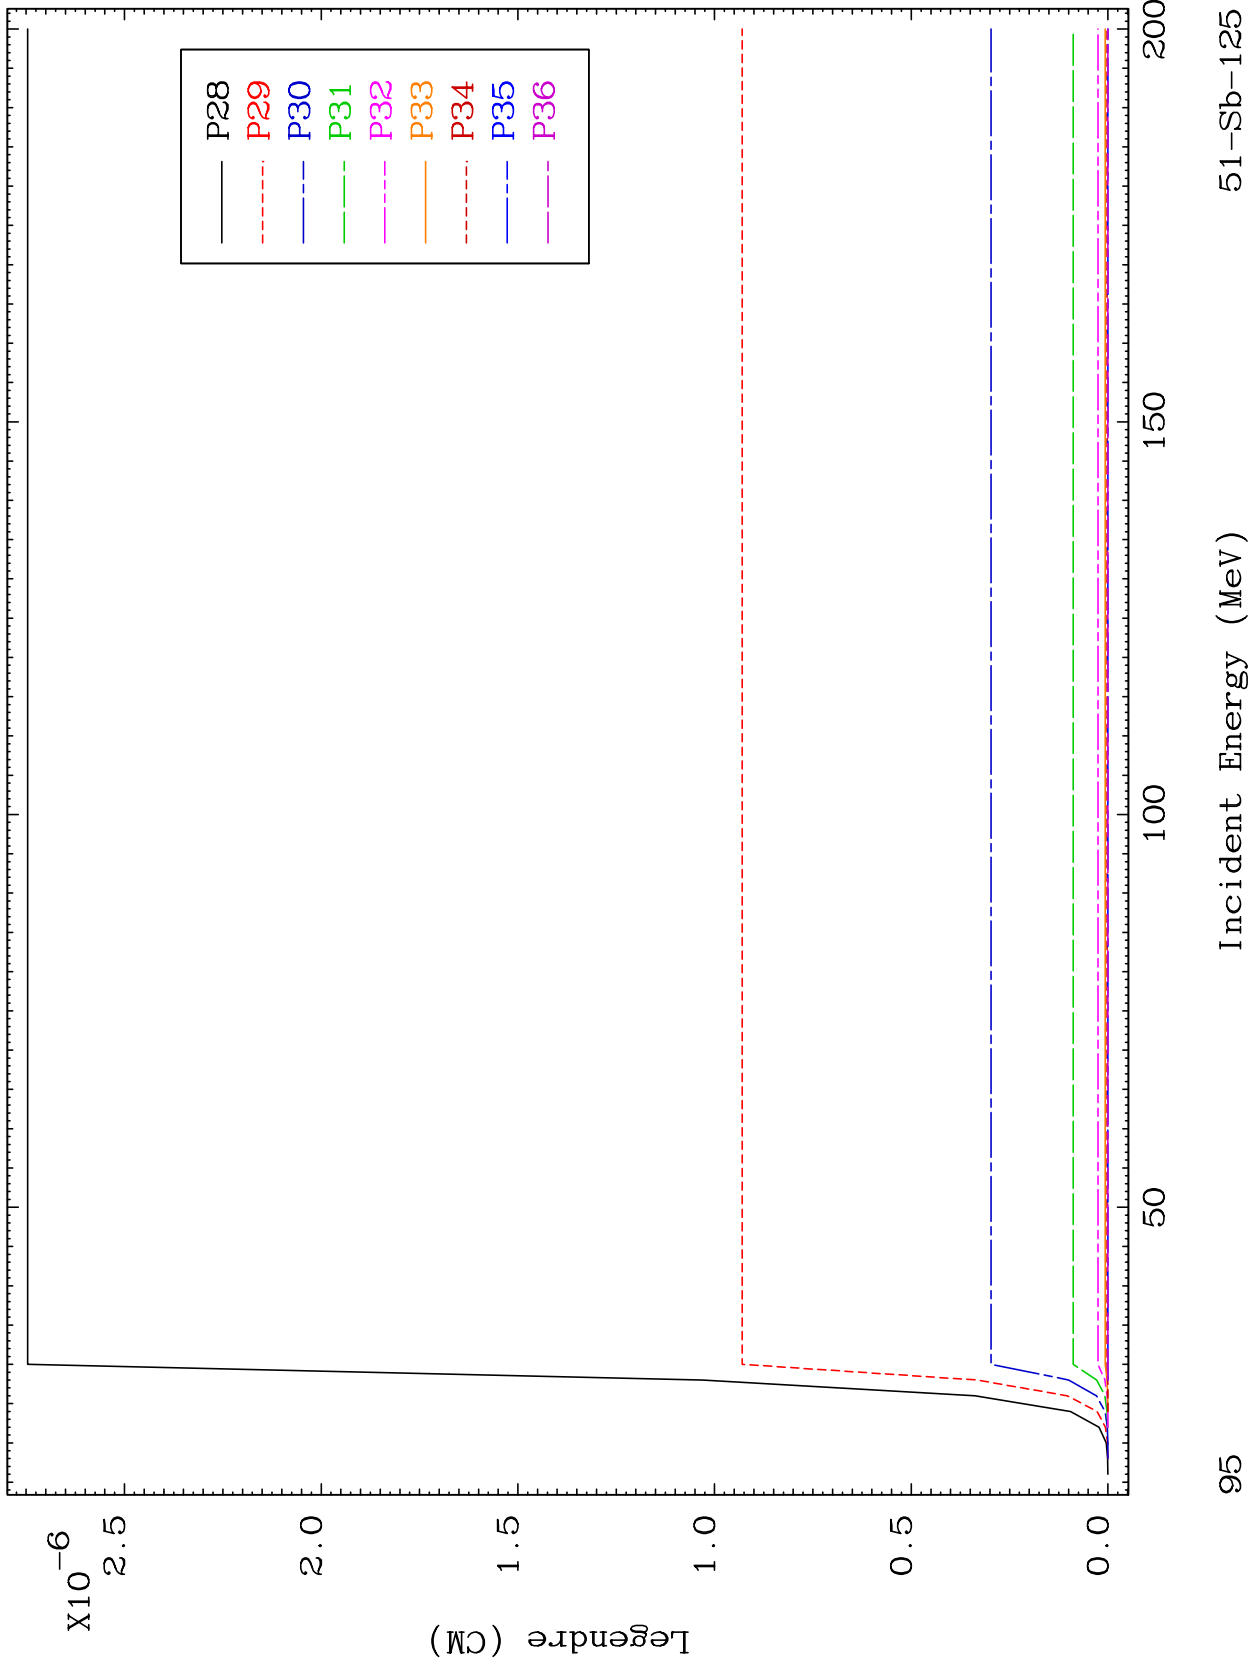 X10-6
2.5
2.0
1.5
1.0
0.5
0.0
Legendre (CM)
P28
P29
P30
P31
P32
P33
P34
P35
P36
50
100
150
200
Incident Energy (MeV)
95
51-Sb-125